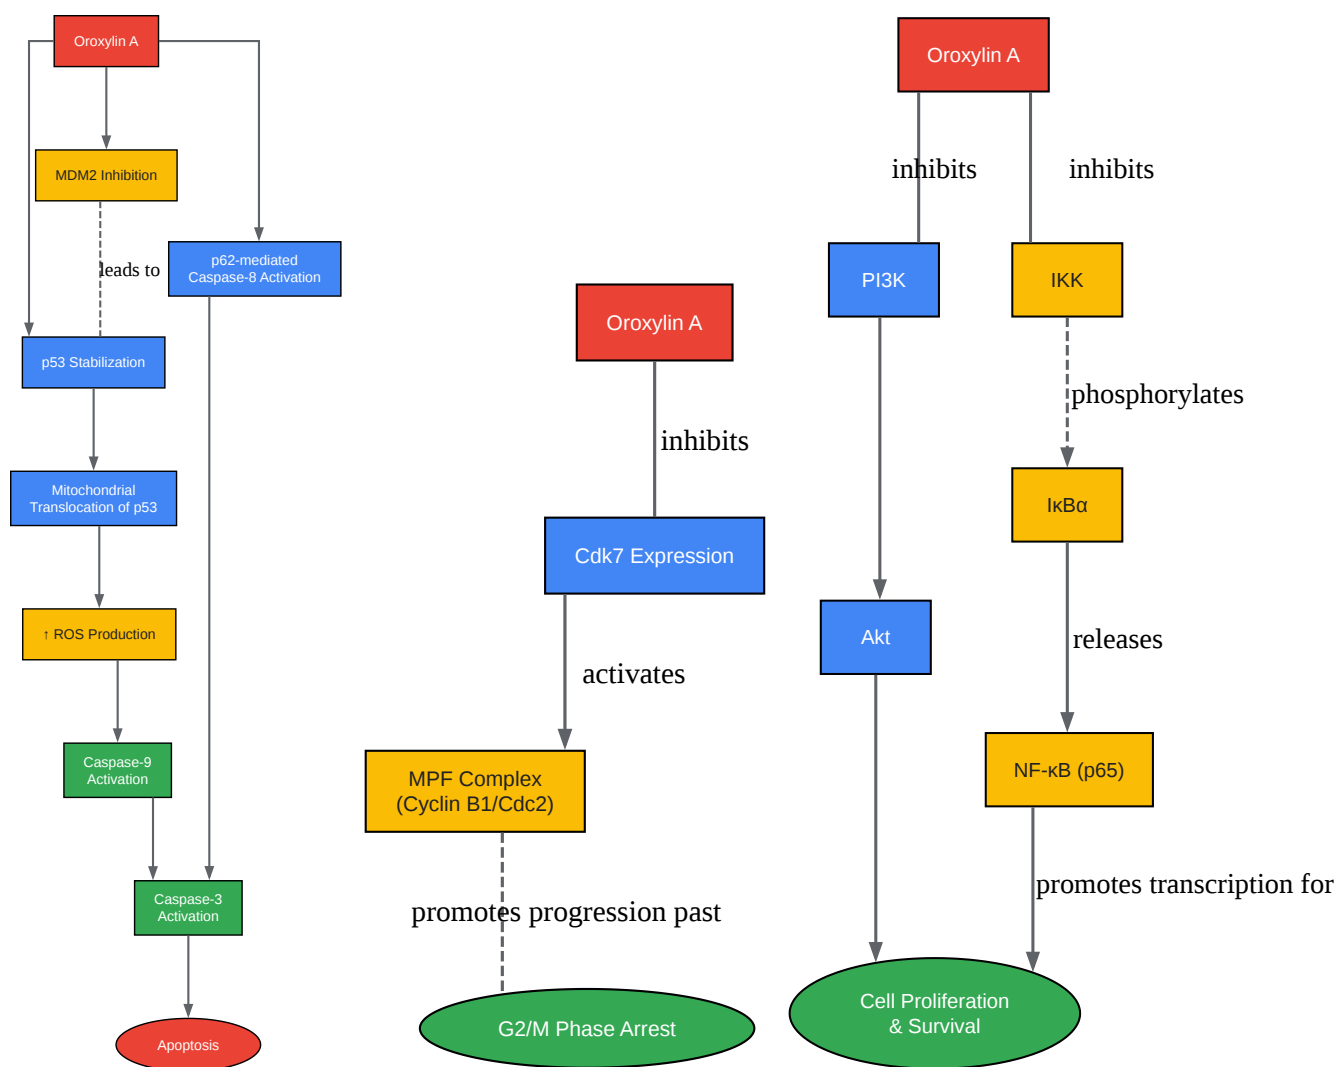 Oroxylin A
MDM2 Inhibition
leads to
p62-mediated
Caspase-8 Activation
p53 Stabilization
Mitochondrial
Translocation of p53
↑ ROS Production
Caspase-9
Activation
Caspase-3
Activation
Apoptosis
Oroxylin A
inhibits
Cdk7 Expression
activates
MPF Complex
(Cyclin B1/Cdc2)
promotes progression past
G2/M Phase Arrest
Oroxylin A
inhibits
inhibits
PI3K
IKK
phosphorylates
IκBα
Akt
releases
NF-κB (p65)
promotes transcription for
Cell Proliferation
& Survival